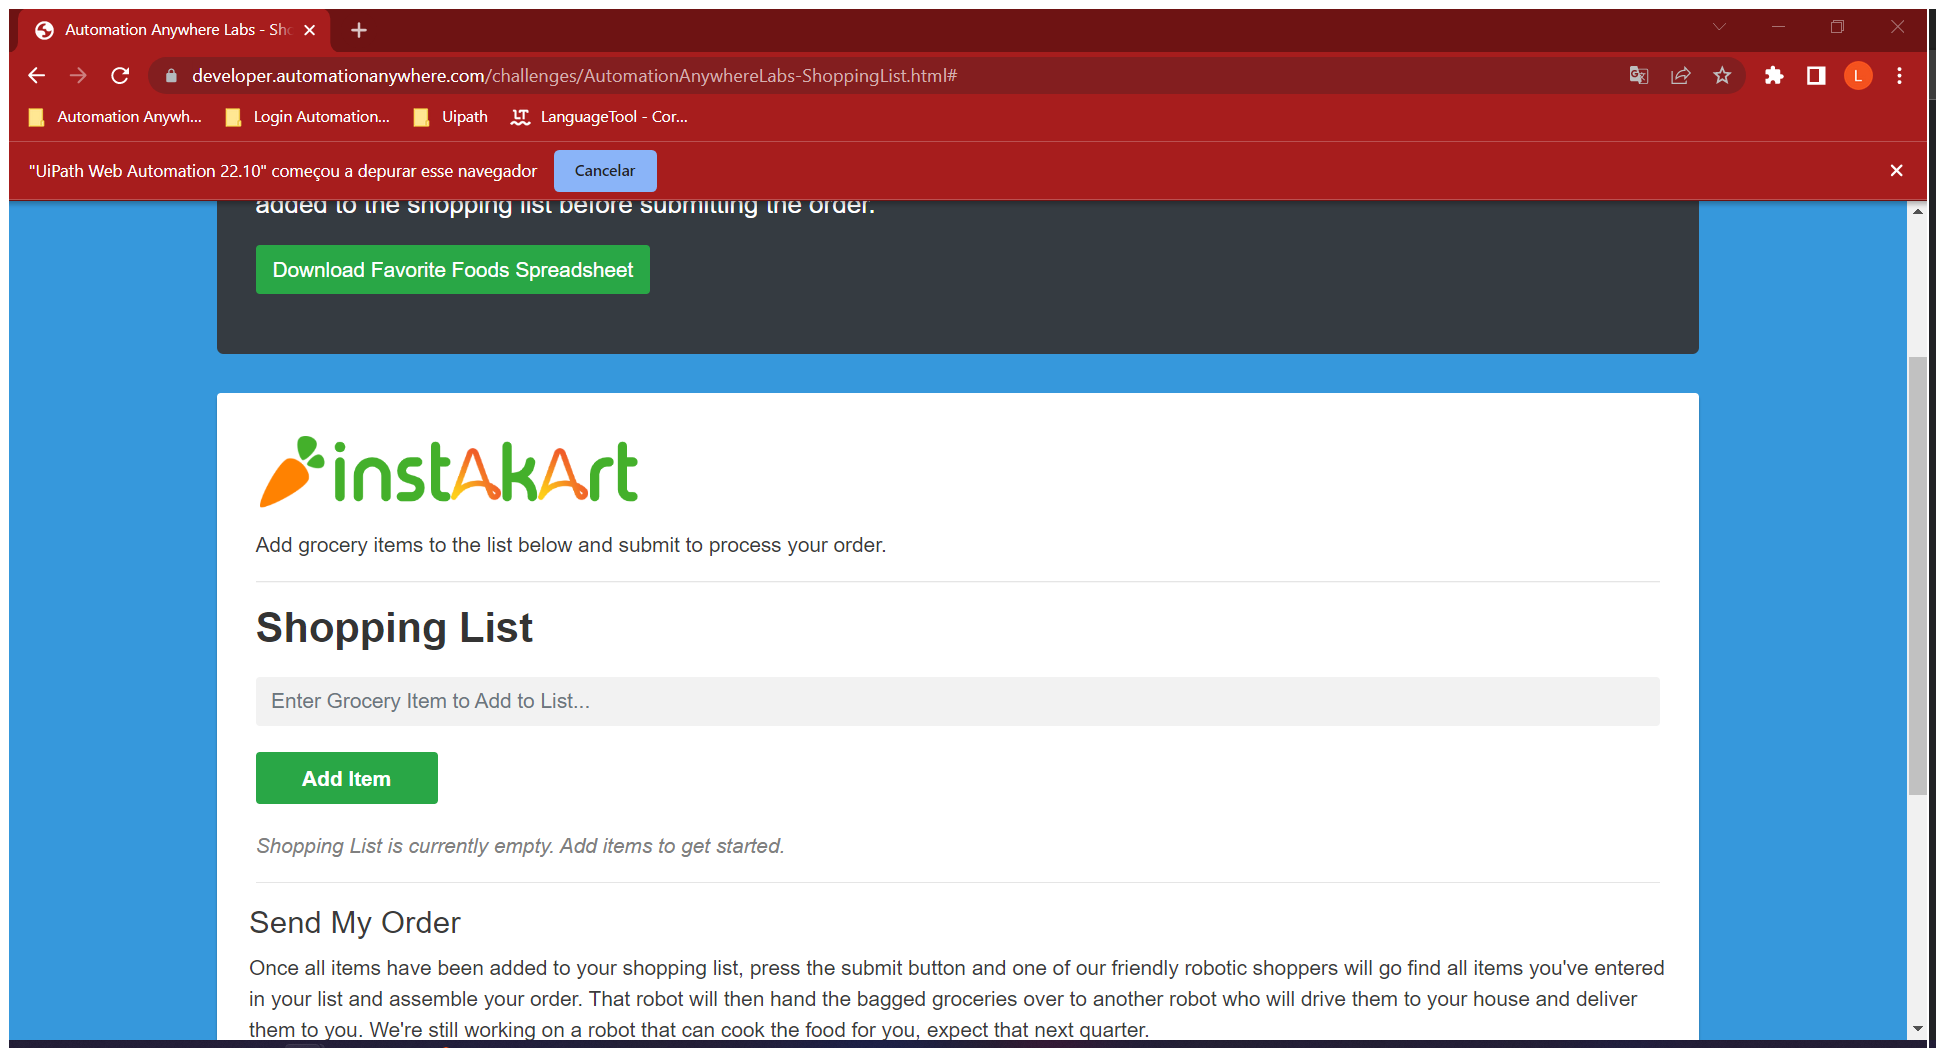 Automation Anywhere Labs - Sho
developer.automationanywhere.com/challenges/AutomationAnywhereLabs-ShoppingList.html#
L
Automation Anywh... Login Automation... Uipath LanguageTool - Cor...
"UiPath Web Automation 22.10" começou a depurar esse navegador Cancelar
added to the shopping list before submitting the order.
Download Favorite Foods Spreadsheet
instAkArt
Add grocery items to the list below and submit to process your order.
Shopping List
Enter Grocery Item to Add to List...
Add Item
Shopping List is currently empty. Add items to get started.
Send My Order
Once all items have been added to your shopping list, press the submit button and one of our friendly robotic shoppers will go find all items you've entered
in your list and assemble your order. That robot will then hand the bagged groceries over to another robot who will drive them to your house and deliver
them to you. We're still working on a robot that can cook the food for you, expect that next quarter.